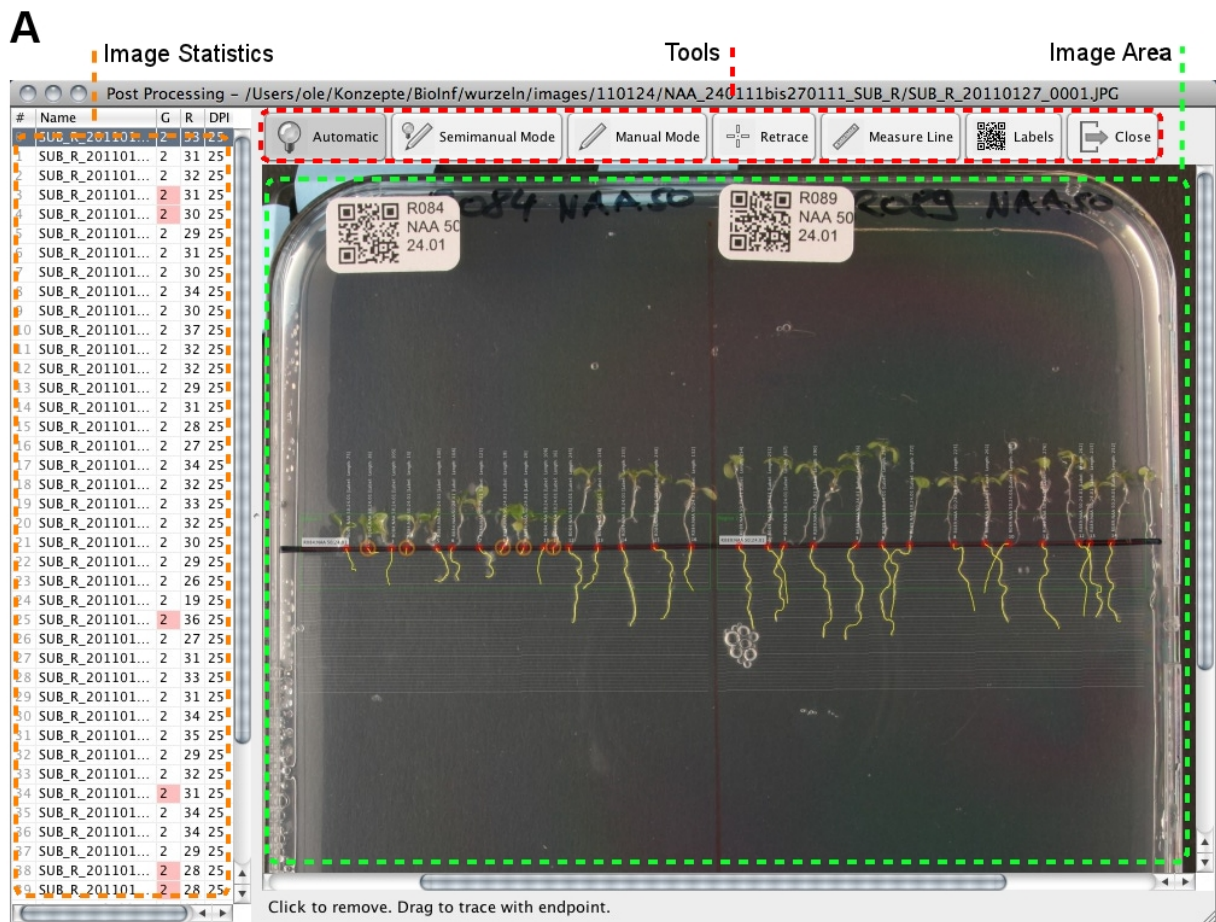 A
Image Statistics
Tools
Image Area
Post Processing – /Users/ole/Konzepte/BioInf/wurzeln/images/110124/NAA_240111bis270111_SUB_R/SUB_R_20110127_0001.JPG
# Name G R DPI
Automatic
Semimanual Mode
Manual Mode
Retrace
Measure Line
Labels
Close
SUB_R_201101... 2 33 25
1 SUB_R_201101... 2 31 25
2 SUB_R_201101... 2 32 25
3 SUB_R_201101... 2 31 25
4 SUB_R_201101... 2 30 25
5 SUB_R_201101... 2 29 25
6 SUB_R_201101... 2 31 25
7 SUB_R_201101... 2 30 25
8 SUB_R_201101... 2 34 25
9 SUB_R_201101... 2 30 25
10 SUB_R_201101... 2 37 25
11 SUB_R_201101... 2 32 25
12 SUB_R_201101... 2 32 25
13 SUB_R_201101... 2 29 25
14 SUB_R_201101... 2 31 25
15 SUB_R_201101... 2 28 25
16 SUB_R_201101... 2 27 25
17 SUB_R_201101... 2 34 25
18 SUB_R_201101... 2 32 25
19 SUB_R_201101... 2 33 25
20 SUB_R_201101... 2 32 25
21 SUB_R_201101... 2 30 25
22 SUB_R_201101... 2 29 25
23 SUB_R_201101... 2 26 25
24 SUB_R_201101... 2 19 25
25 SUB_R_201101... 2 36 25
26 SUB_R_201101... 2 27 25
27 SUB_R_201101... 2 31 25
28 SUB_R_201101... 2 33 25
29 SUB_R_201101... 2 31 25
30 SUB_R_201101... 2 34 25
31 SUB_R_201101... 2 35 25
32 SUB_R_201101... 2 29 25
33 SUB_R_201101... 2 32 25
34 SUB_R_201101... 2 31 25
35 SUB_R_201101... 2 34 25
36 SUB_R_201101... 2 34 25
37 SUB_R_201101... 2 29 25
38 SUB_R_201101... 2 28 25
39 SUB_R_201101... 2 28 25
R084
NAA 50
24.01
084 NAA50
R089
NAA 50
24.01
R089 NAA50
Click to remove. Drag to trace with endpoint.